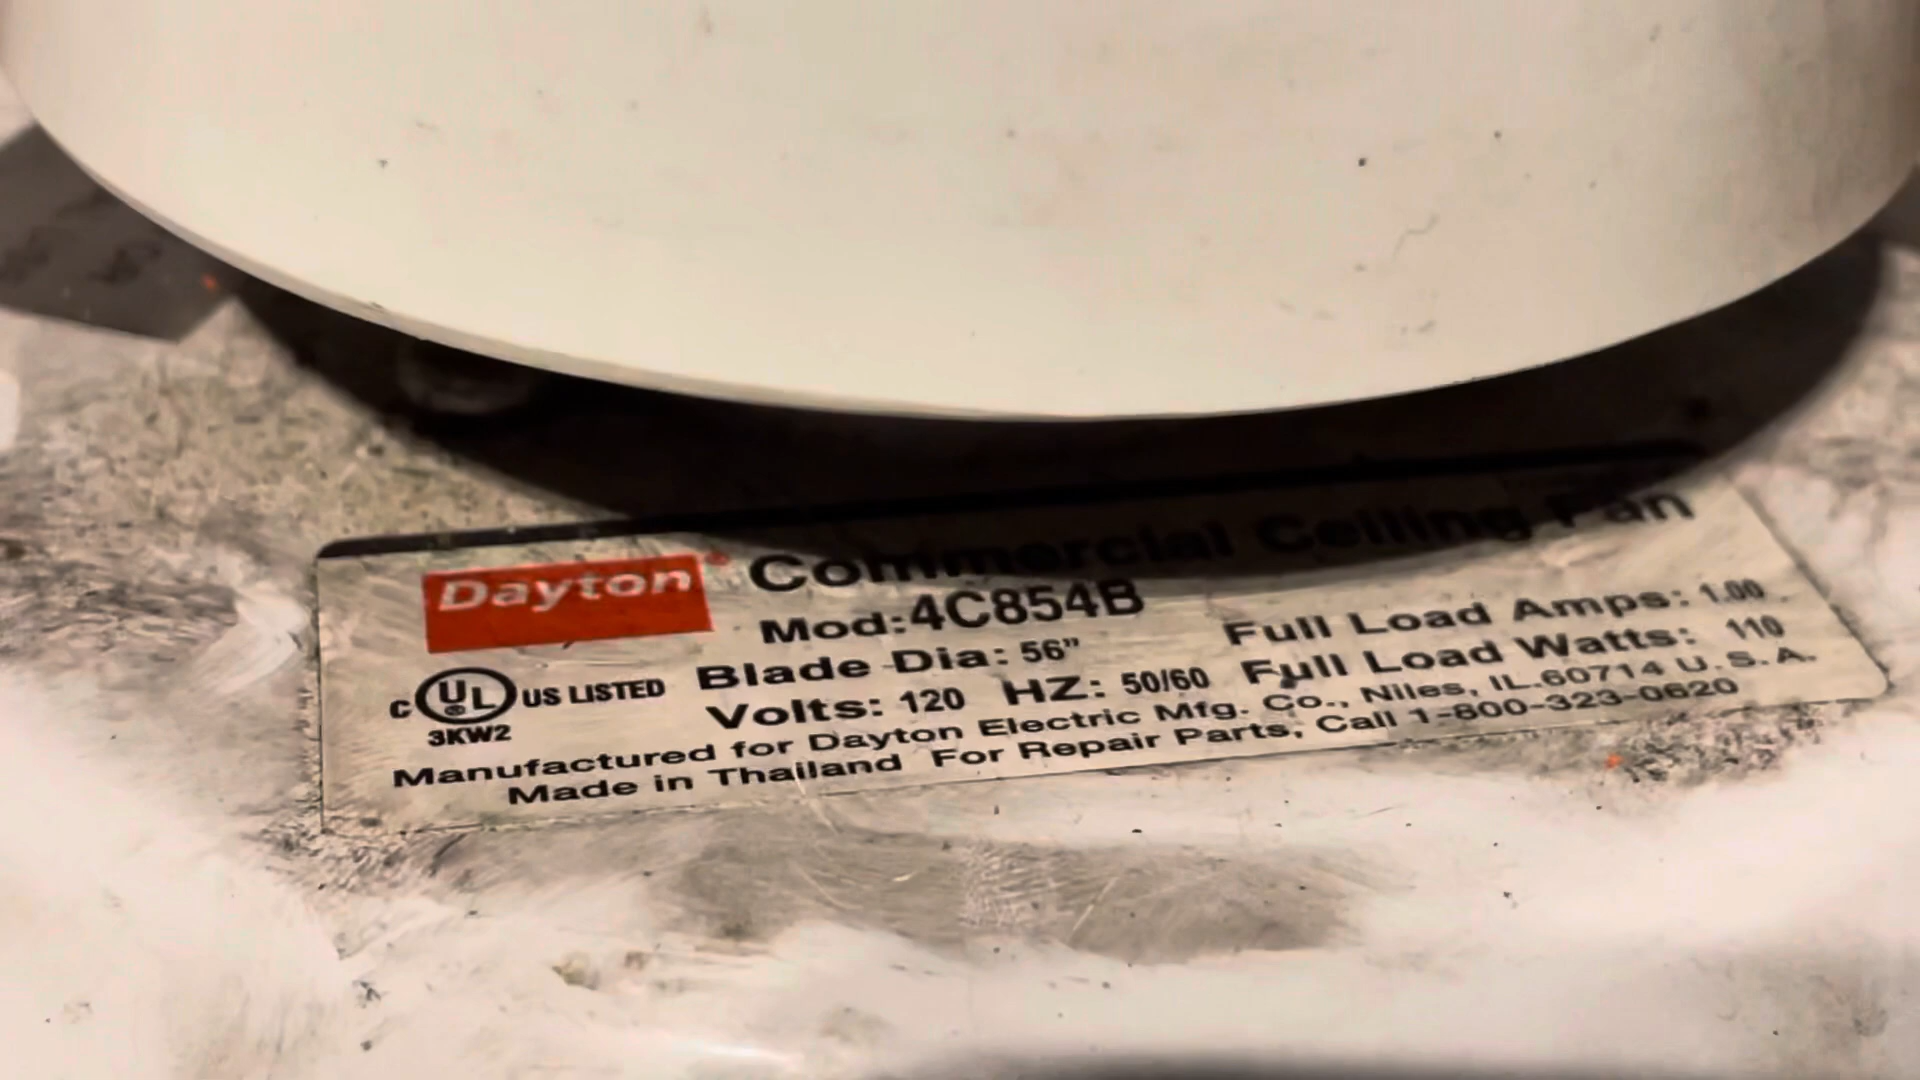 Dayton® Commercial Ceiling Fan
Mod:4C854B
Blade Dia: 56" Full Load Amps: 1.00
Volts: 120 HZ: 50/60 Full Load Watts: 110
C UL® US LISTED
3KW2
Manufactured for Dayton Electric Mfg. Co., Niles, IL.60714 U.S.A.
Made in Thailand For Repair Parts, Call 1-800-323-0620